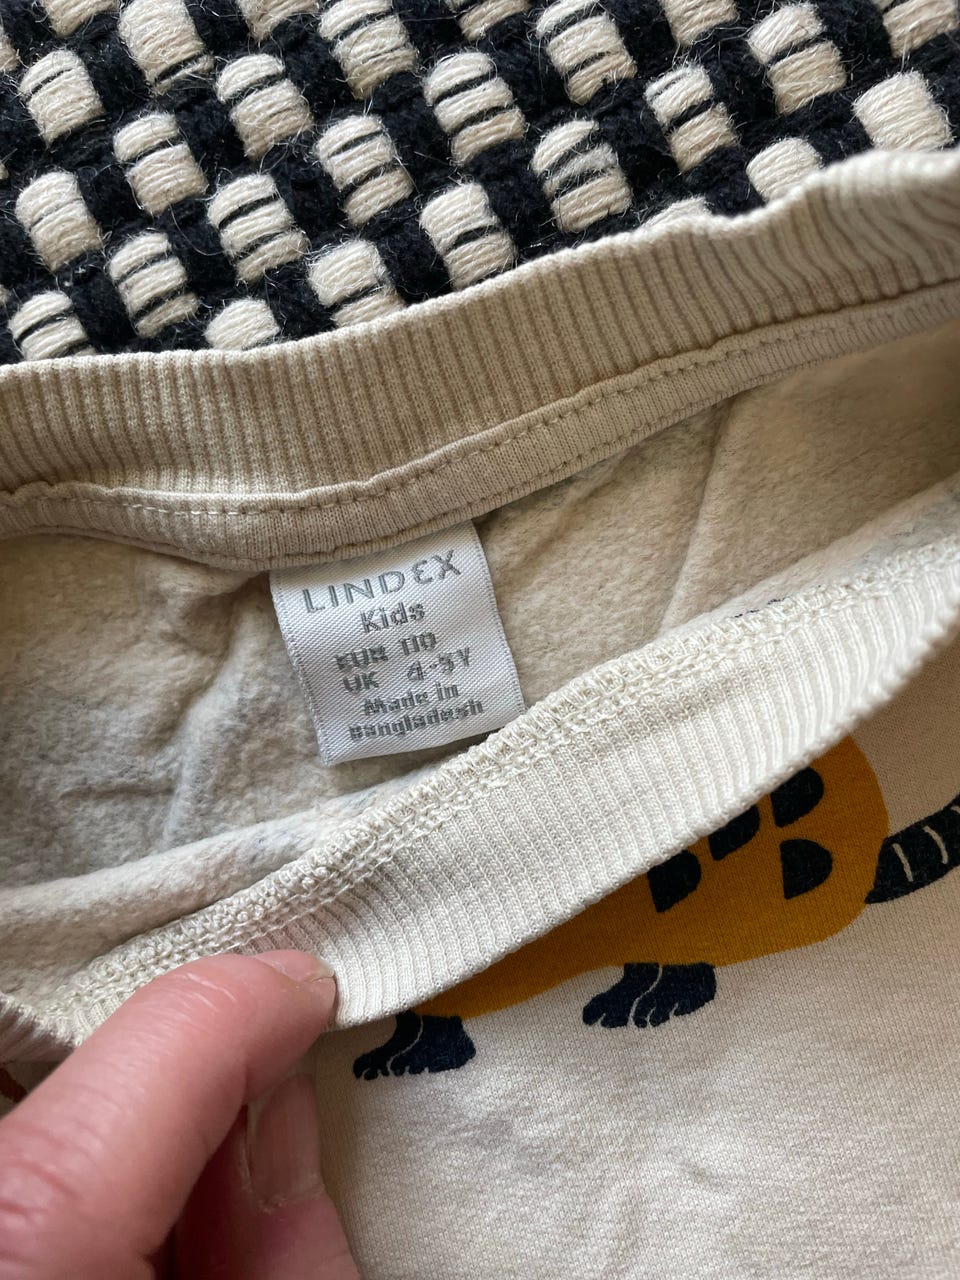 LINDEX
Kids
EUR 110
UK 4-5Y
Made in
Bangladesh